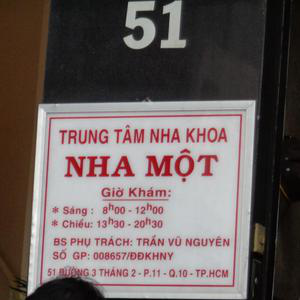 51
TRUNG TÂM NHA KHOA
NHA MỘT
Giờ Khám:
* Sáng : 8h00 - 12h00
* Chiều: 13h30 - 20h30
BS PHỤ TRÁCH: TRẦN VŨ NGUYÊN
SỐ GP: 008657/ĐĐKHNY
51 ĐƯỜNG 3 THÁNG 2 - P.11 - Q.10 - TP.HCM